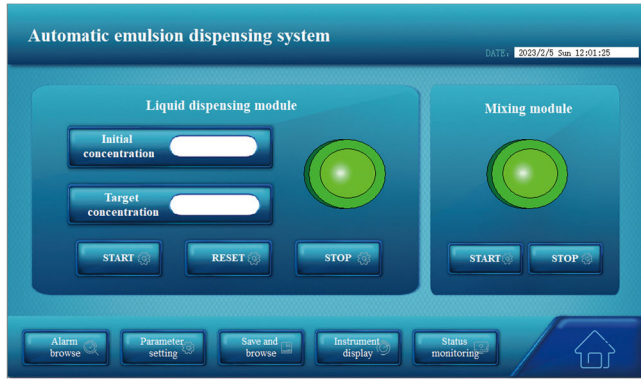 Automatic emulsion dispensing system
DATE: 2023/2/5 Sun 12:01:25
Liquid dispensing module
Initial
concentration
Target
concentration
START
RESET
STOP
Mixing module
START
STOP
Alarm
browse
Parameter
setting
Save and
browse
Instrument
display
Status
monitoring